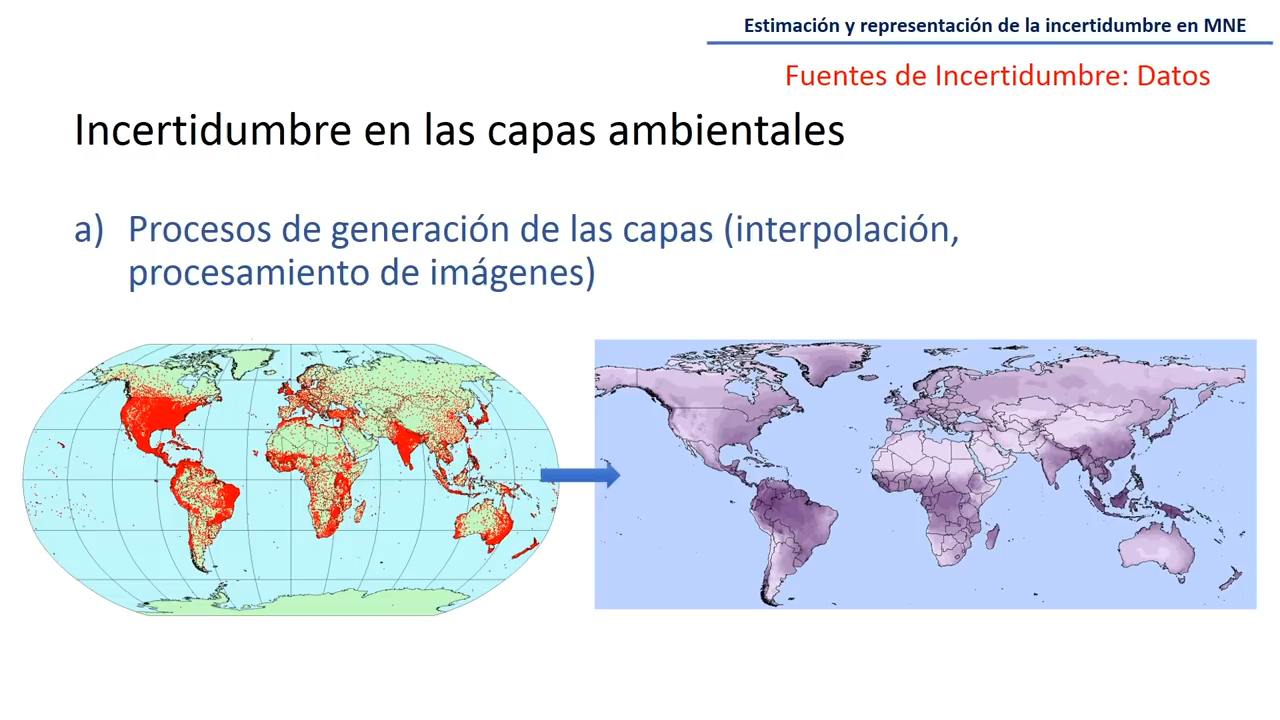 Estimación y representación de la incertidumbre en MNE
Fuentes de Incertidumbre: Datos
Incertidumbre en las capas ambientales
a) Procesos de generación de las capas (interpolación,
procesamiento de imágenes)